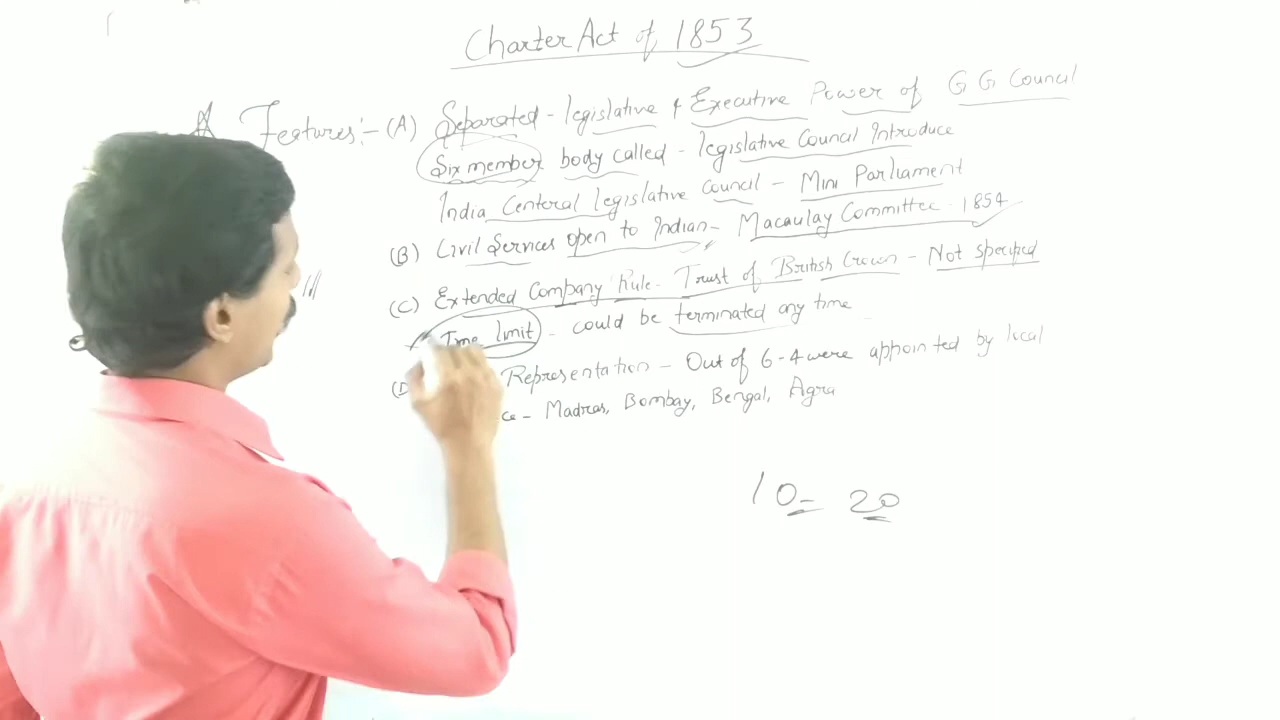 Charter Act of 1853
Features:- (A) Separated - legislative & Executive Power of G G Council
Six member body called - legislative Council Introduce
India Centeral legislative Council - Mini Parliament
(B) Civil Services open to Indian - Macaulay Committee - 1854
(C) Extended Company Rule - Trust of British Crown - Not specified
Time limit - could be terminated any time
(D Representation - Out of 6-4 were appointed by local
ce - Madras, Bombay, Bengal, Agra
10- 20